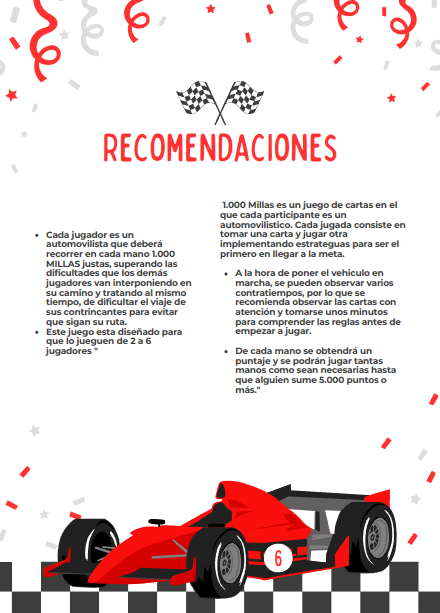 RECOMENDACIONES
• Cada jugador es un
automovilista que deberá
recorrer en cada mano 1.000
MILLAS justas, superando las
dificultades que los demás
jugadores van interponiendo en
su camino y tratando al mismo
tiempo, de dificultar el viaje de
sus contrincantes para evitar
que sigan su ruta.
• Este juego esta diseñado para
que lo jueguen de 2 a 6
jugadores "
1.000 Millas es un juego de cartas en el
que cada participante es un
automovilistico. Cada jugada consiste en
tomar una carta y jugar otra
implementando estrateguas para ser el
primero en llegar a la meta.
• A la hora de poner el vehiculo en
marcha, se pueden observar varios
contratiempos, por lo que se
recomienda observar las cartas con
atención y tomarse unos minutos
para comprender las reglas antes de
empezar a jugar.
• De cada mano se obtendrá un
puntaje y se podrán jugar tantas
manos como sean necesarias hasta
que alguien sume 5.000 puntos o
más."
6